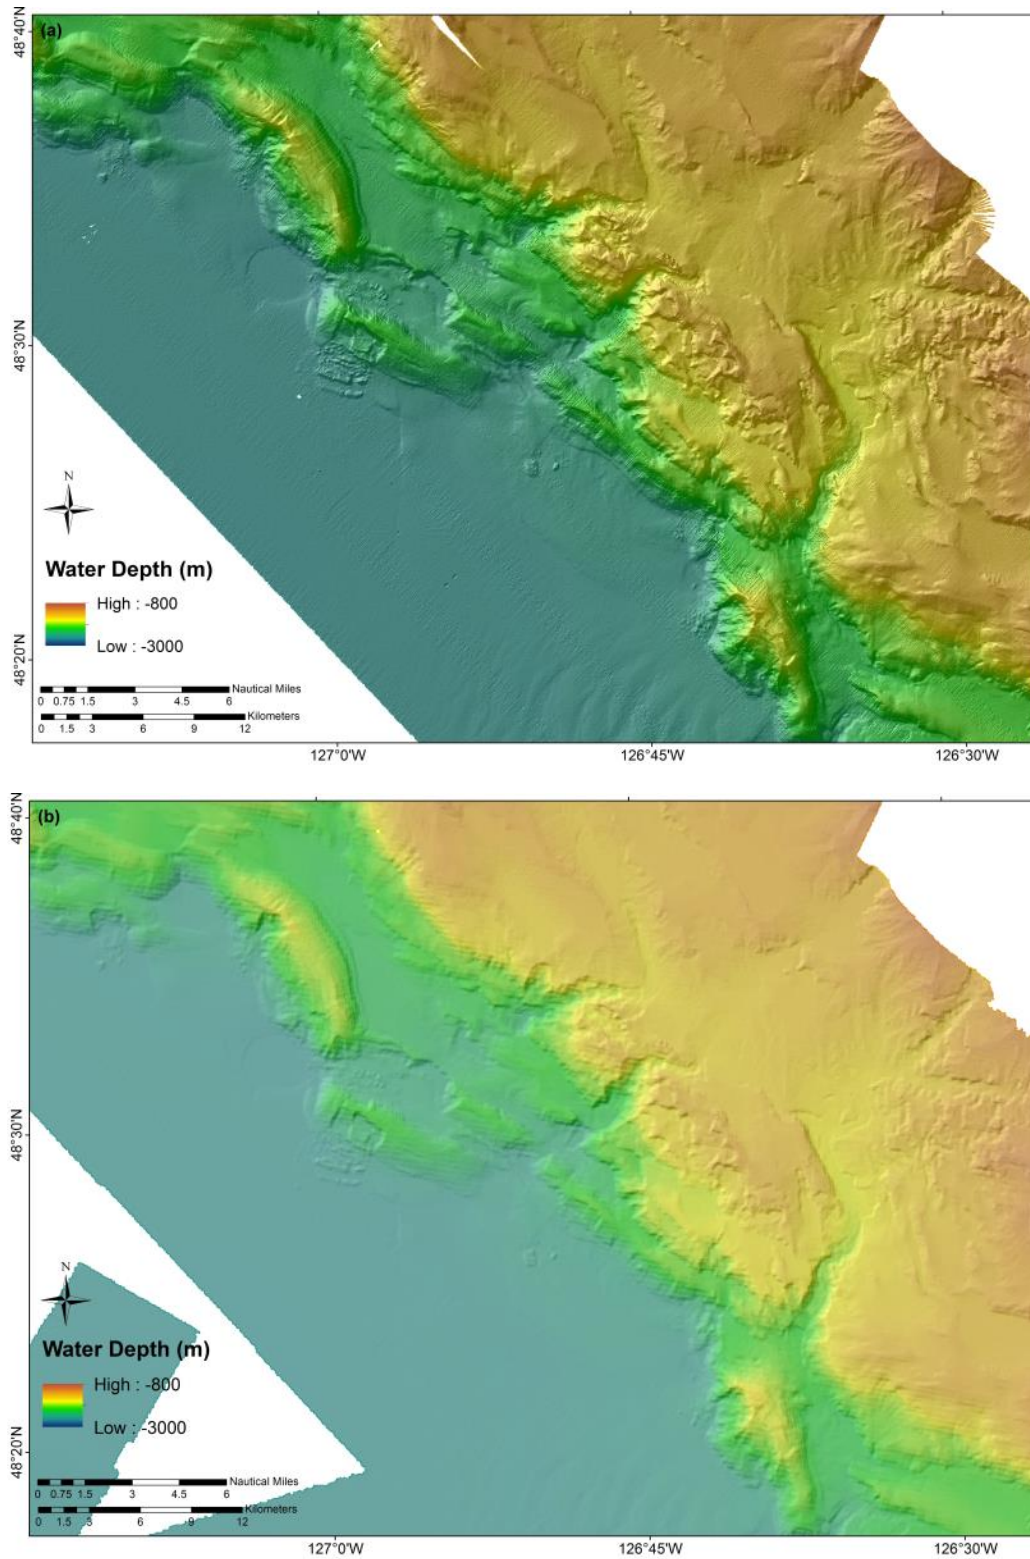 (a)
48°40'N
48°30'N
48°20'N
N
Water Depth (m)
High : -800
Low : -3000
Nautical Miles
0 0.75 1.5 3 4.5 6
Kilometers
0 1.5 3 6 9 12
127°0'W 126°45'W 126°30'W
(b)
48°40'N
48°30'N
48°20'N
N
Water Depth (m)
High : -800
Low : -3000
Nautical Miles
0 0.75 1.5 3 4.5 6
Kilometers
0 1.5 3 6 9 12
127°0'W 126°45'W 126°30'W